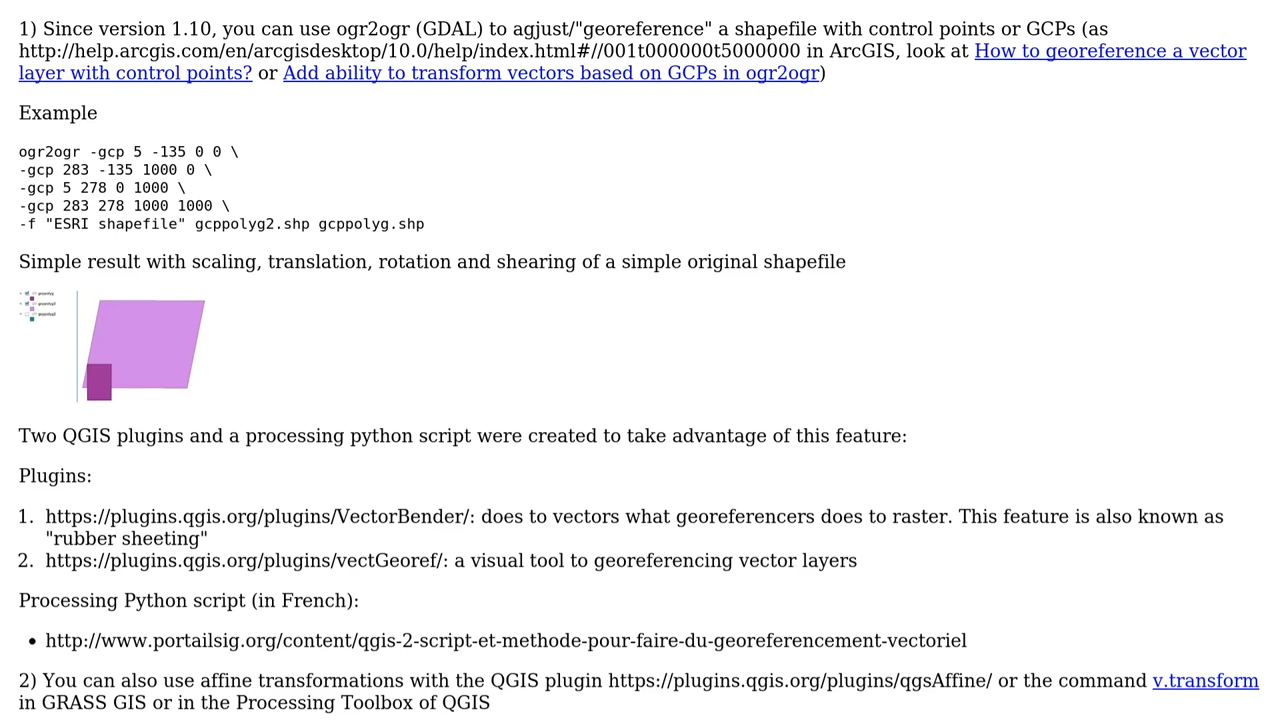 1) Since version 1.10, you can use ogr2ogr (GDAL) to agjust/"georeference" a shapefile with control points or GCPs (as
http://help.arcgis.com/en/arcgisdesktop/10.0/help/index.html#//001t000000t5000000 in ArcGIS, look at How to georeference a vector
layer with control points? or Add ability to transform vectors based on GCPs in ogr2ogr)
Example
ogr2ogr -gcp 5 -135 0 0 \
-gcp 283 -135 1000 0 \
-gcp 5 278 0 1000 \
-gcp 283 278 1000 1000 \
-f "ESRI shapefile" gcppolyg2.shp gcppolyg.shp
Simple result with scaling, translation, rotation and shearing of a simple original shapefile
Two QGIS plugins and a processing python script were created to take advantage of this feature:
Plugins:
1. https://plugins.qgis.org/plugins/VectorBender/: does to vectors what georeferencers does to raster. This feature is also known as
"rubber sheeting"
2. https://plugins.qgis.org/plugins/vectGeoref/: a visual tool to georeferencing vector layers
Processing Python script (in French):
• http://www.portailsig.org/content/qgis-2-script-et-methode-pour-faire-du-georeferencement-vectoriel
2) You can also use affine transformations with the QGIS plugin https://plugins.qgis.org/plugins/qgsAffine/ or the command v.transform
in GRASS GIS or in the Processing Toolbox of QGIS